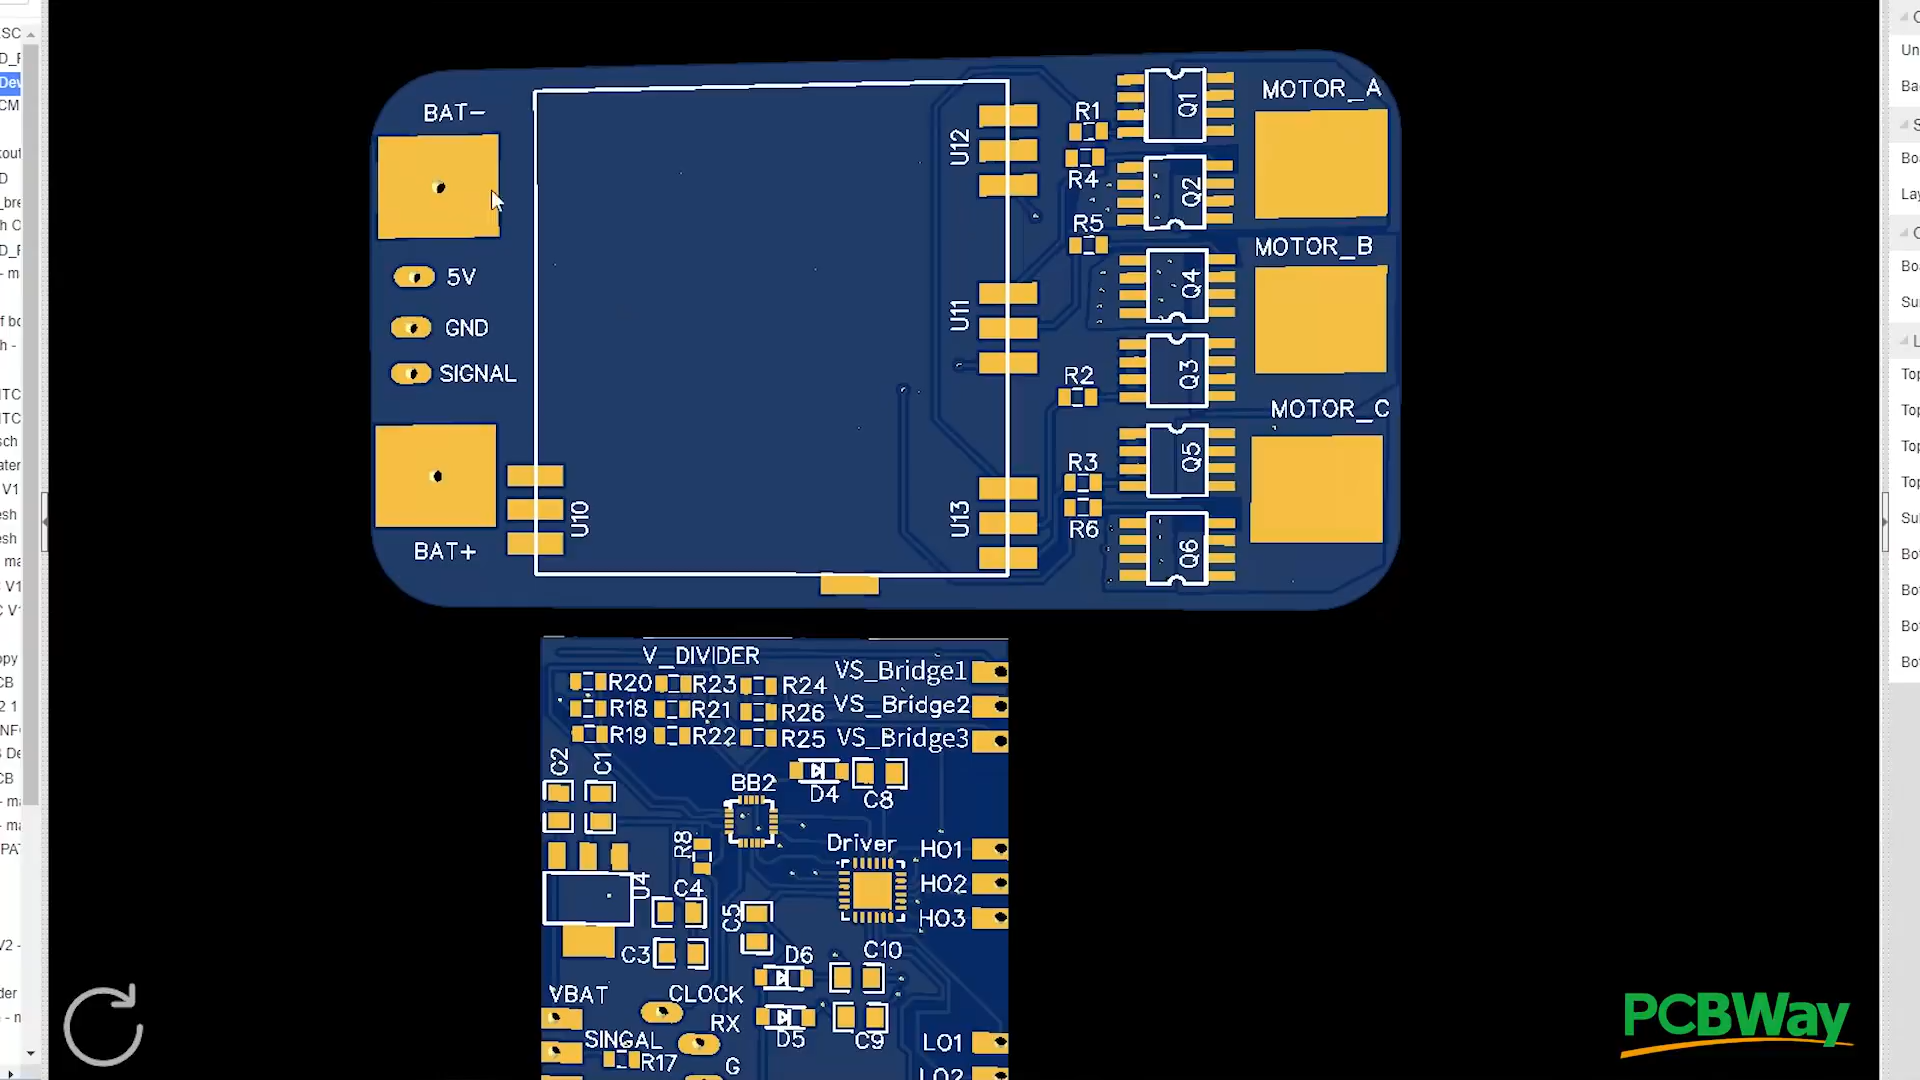 BAT-
5V
GND
SIGNAL
BAT+
U10
U12
U11
U13
R1
R4
R5
R2
R3
R6
Q1
Q2
Q4
Q3
Q5
Q6
MOTOR_A
MOTOR_B
MOTOR_C
V_DIVIDER
R20 R23 R24
R18 R21 R26
R19 R22 R25
VS_Bridge1
VS_Bridge2
VS_Bridge3
C2 C1
BB2
D4 C8
R8
Driver
HO1
HO2
HO3
U4
C4
C5
C3
D6 C10
VBAT
CLOCK
RX
D5 C9
SINGAL
R17
G
LO1
LO2
PCBWay